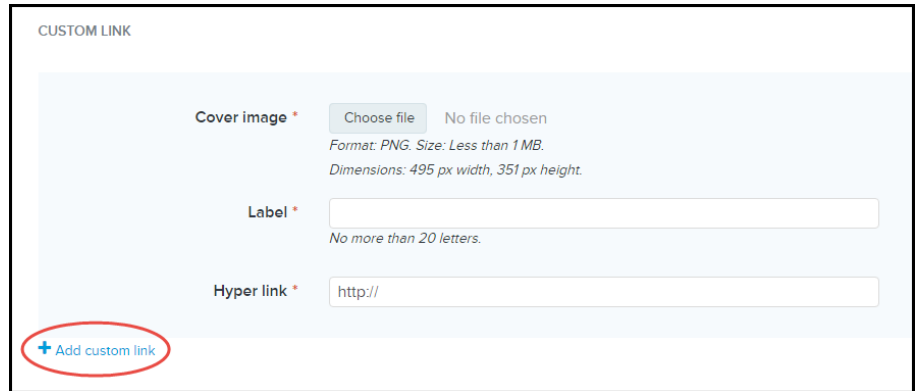 CUSTOM LINK
Cover image * Choose file No file chosen
Format: PNG. Size: Less than 1 MB.
Dimensions: 495 px width, 351 px height.
Label *
No more than 20 letters.
Hyper link * http://
+ Add custom link